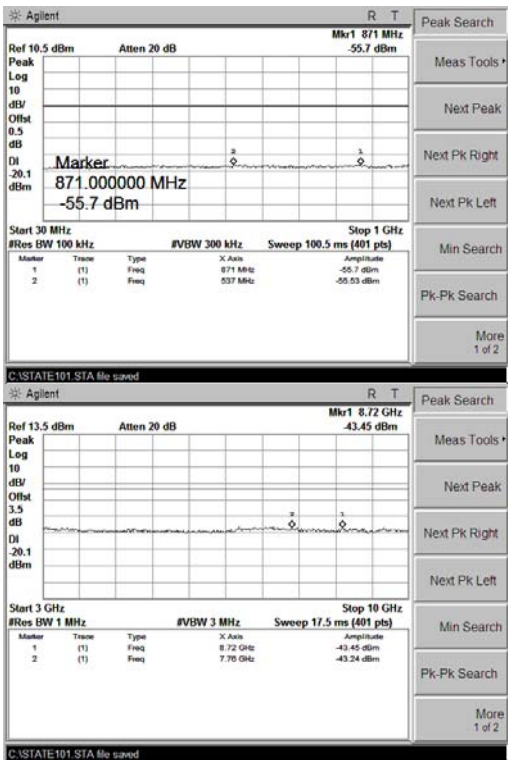 Agilent R T
Peak Search
Mkr1 871 MHz
Ref 10.5 dBm Atten 20 dB -55.7 dBm
Peak
Log
10
dB/
Offst
0.5
dB
DI
-20.1
dBm
2 1
Marker
871.000000 MHz
-55.7 dBm
Start 30 MHz Stop 1 GHz
#Res BW 100 kHz #VBW 300 kHz Sweep 100.5 ms (401 pts)
Marker Trace Type X Axis Amplitude
1 (1) Freq 871 MHz -55.7 dBm
2 (1) Freq 537 MHz -55.53 dBm
Meas Tools
Next Peak
Next Pk Right
Next Pk Left
Min Search
Pk-Pk Search
More
1 of 2
C:\STATE101.STA file saved
Agilent R T
Peak Search
Mkr1 8.72 GHz
Ref 13.5 dBm Atten 20 dB -43.45 dBm
Peak
Log
10
dB/
Offst
3.5
dB
DI
-20.1
dBm
2 1
Start 3 GHz Stop 10 GHz
#Res BW 1 MHz #VBW 3 MHz Sweep 17.5 ms (401 pts)
Marker Trace Type X Axis Amplitude
1 (1) Freq 8.72 GHz -43.45 dBm
2 (1) Freq 7.76 GHz -43.24 dBm
Meas Tools
Next Peak
Next Pk Right
Next Pk Left
Min Search
Pk-Pk Search
More
1 of 2
C:\STATE101.STA file saved